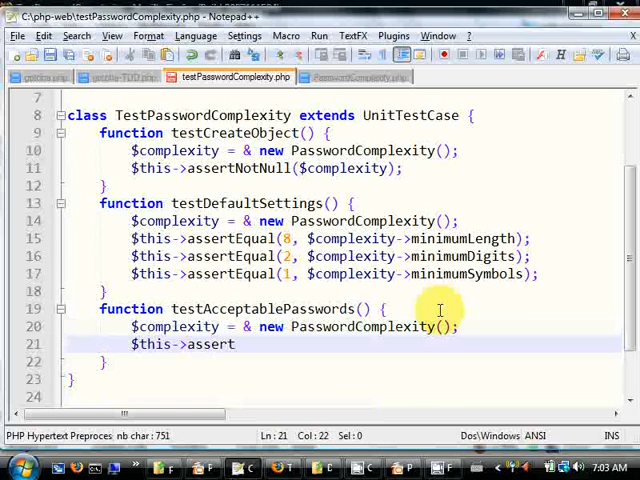 C:\php-web\testPasswordComplexity.php - Notepad++
File Edit Search View Format Language Settings Macro Run TextFX Plugins Window ?
testPasswordComplexity.php PasswordComplexity.php
7
8 class TestPasswordComplexity extends UnitTestCase {
9 function testCreateObject() {
10 $complexity = & new PasswordComplexity();
11 $this->assertNotNull($complexity);
12 }
13 function testDefaultSettings() {
14 $complexity = & new PasswordComplexity();
15 $this->assertEqual(8, $complexity->minimumLength);
16 $this->assertEqual(2, $complexity->minimumDigits);
17 $this->assertEqual(1, $complexity->minimumSymbols);
18 }
19 function testAcceptablePasswords() {
20 $complexity = & new PasswordComplexity();
21 $this->assert
22 }
23 }
24
PHP Hypertext Preproces nb char : 751 Ln : 21 Col : 22 Sel : 0 Dos\Windows ANSI INS
F F C T F C P F 7:03 AM